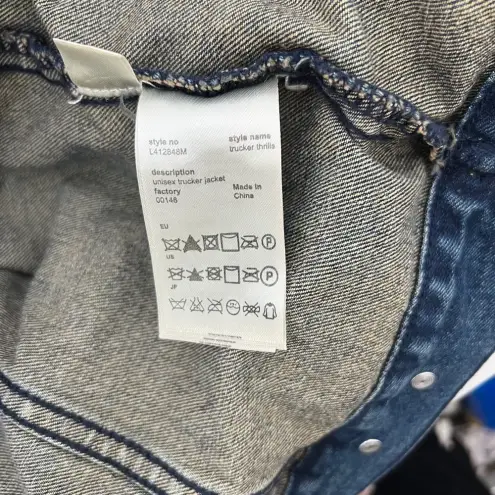 style no style name
L412848M trucker thrills
description
unisex trucker jacket Made In
factory China
00148
EU
P
US
P
JP